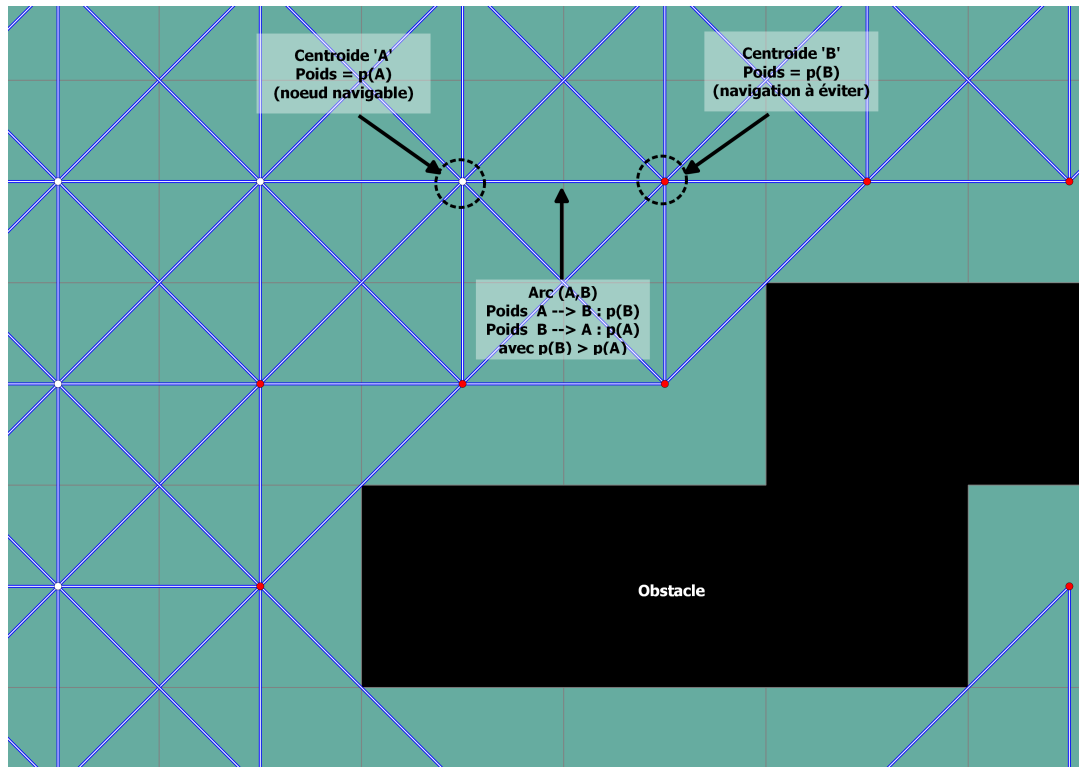 Centroide 'A'
Poids = p(A)
(noeud navigable)
Centroide 'B'
Poids = p(B)
(navigation à éviter)
Arc (A,B)
Poids A --> B : p(B)
Poids B --> A : p(A)
avec p(B) > p(A)
Obstacle